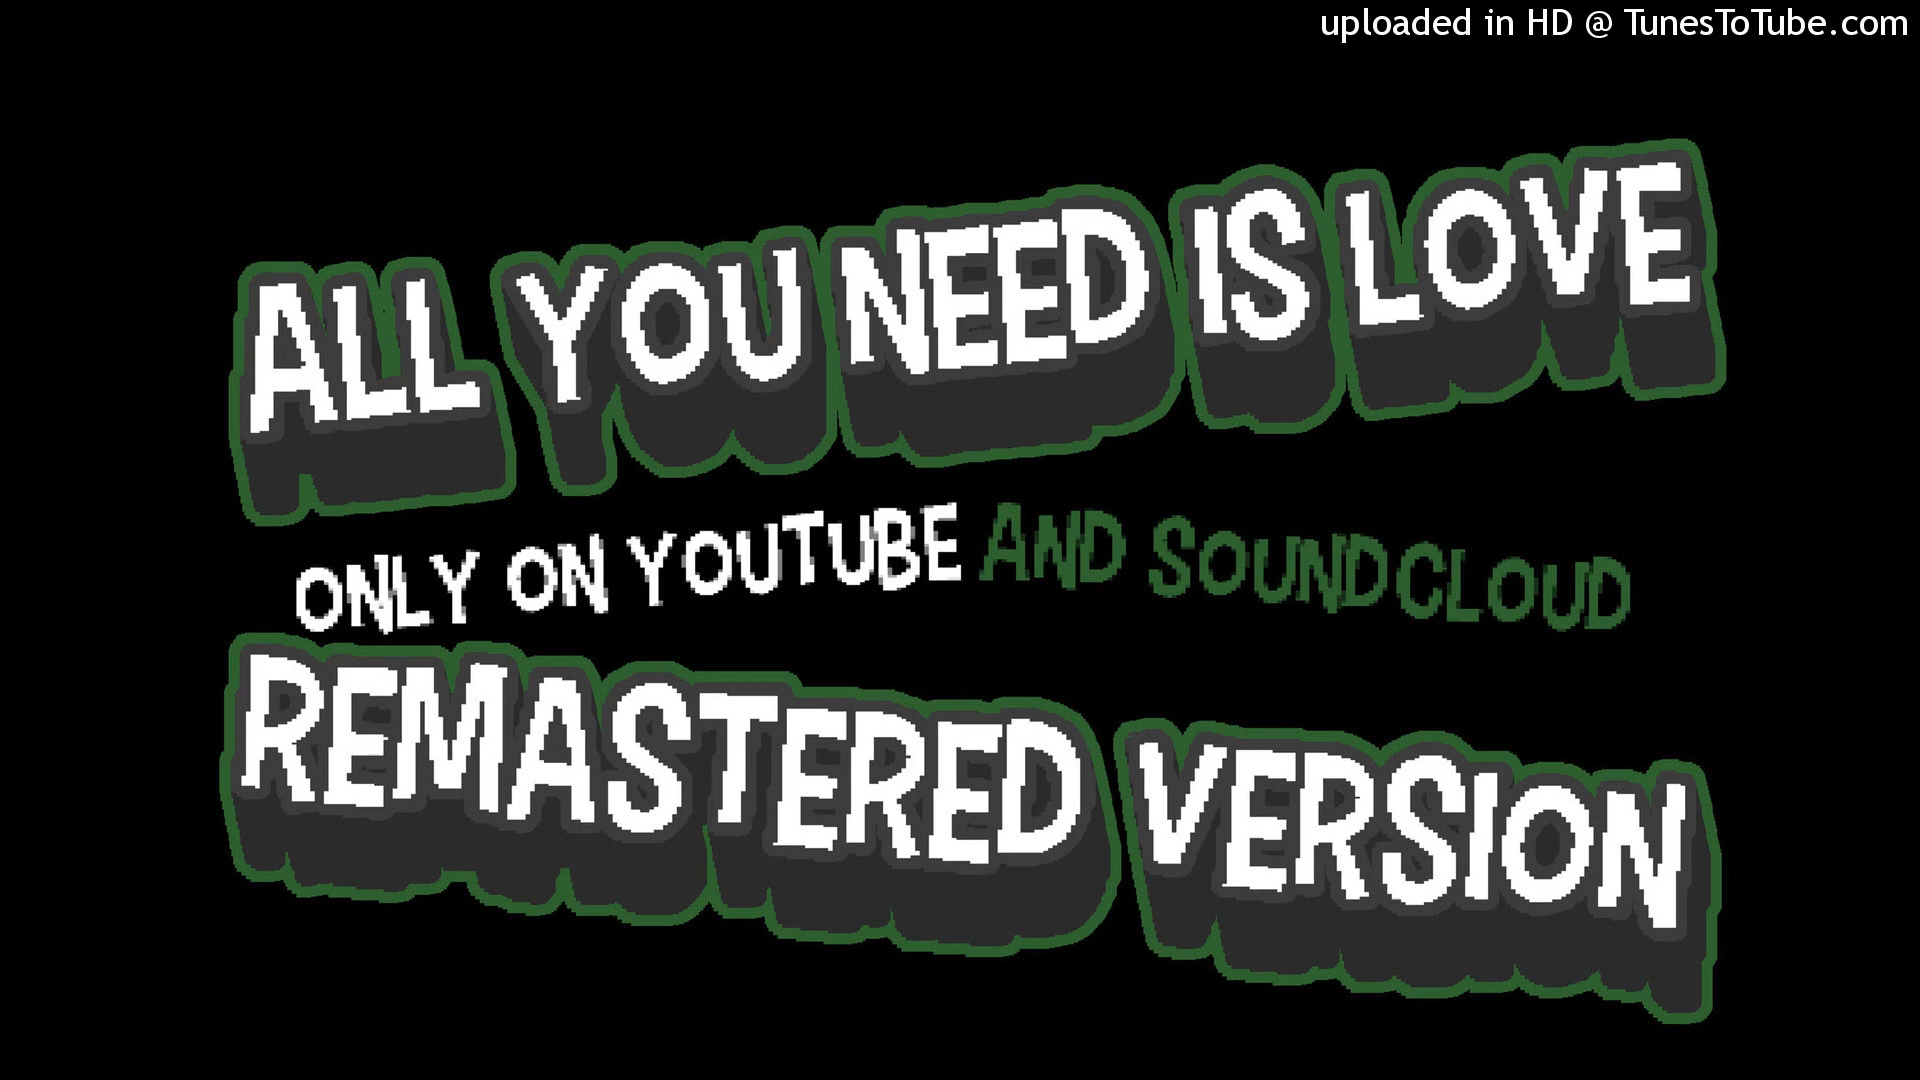 uploaded in HD @ TunesToTube.com
ALL YOU NEED IS LOVE
ONLY ON YOUTUBE AND SOUNDCLOUD
REMASTERED VERSION